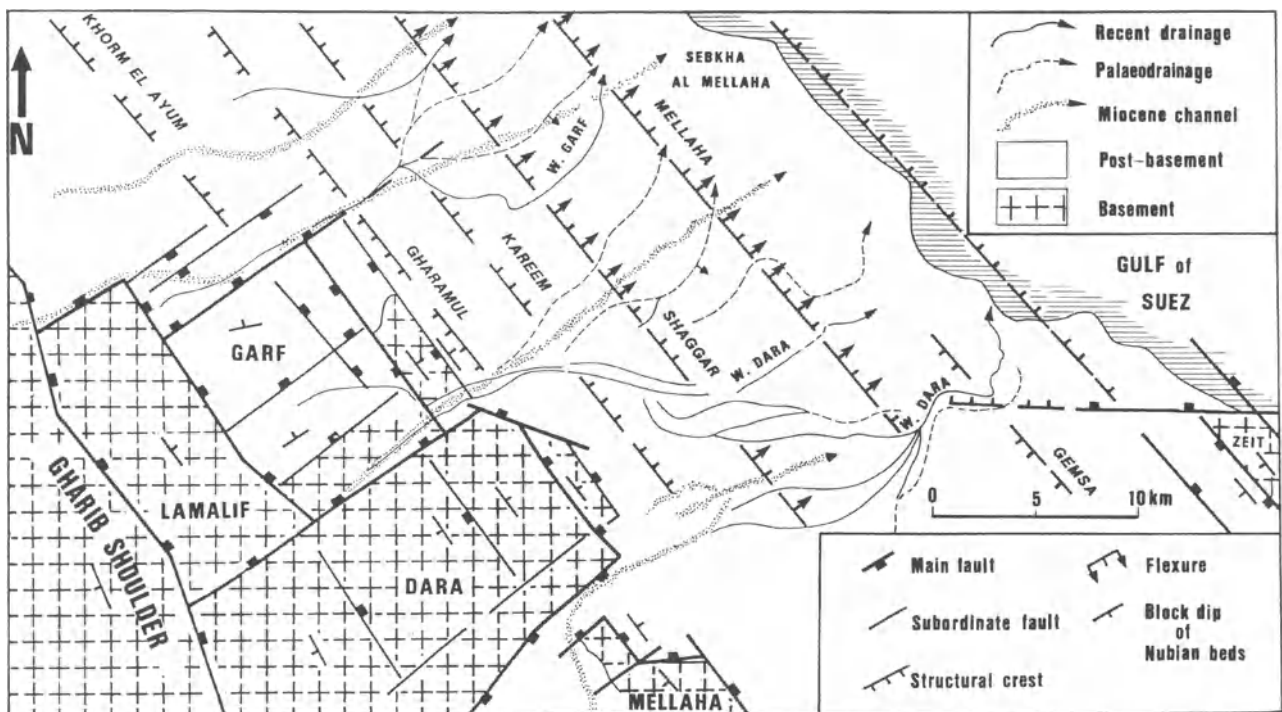 KHORM EL AYUM
SEBKHA
AL MELLAHA
W. GARF
MELLAHA
Recent drainage
Palaeodrainage
Miocene channel
Post-basement
Basement
N
GARF
GHARAMUL
KAREEM
SHAGGAR
W. DARA
W. DARA
GULF of
SUEZ
ZEIT
GEMSA
0 5 10 km
GHARIB SHOULDER
LAMALIF
DARA
MELLAHA
Main fault
Subordinate fault
Structural crest
Flexure
Block dip
of
Nubian beds